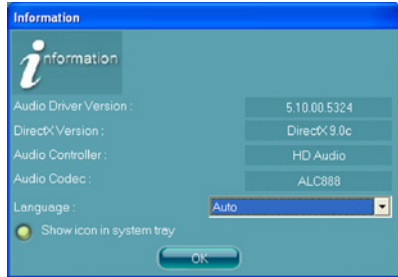 Information
information
Audio Driver Version :
5.10.00.5324
DirectX Version :
DirectX 9.0c
Audio Controller :
HD Audio
Audio Codec :
ALC888
Language :
Auto
Show icon in system tray
OK